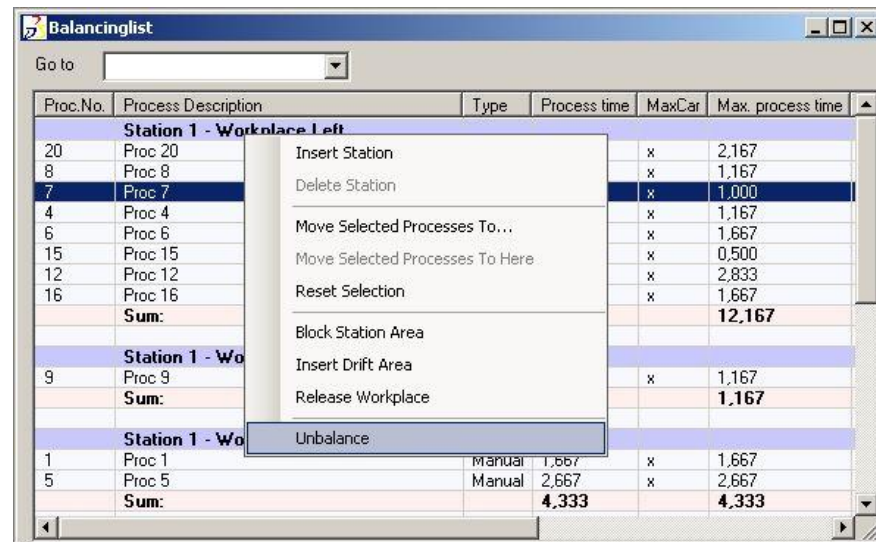 Balancinglist
Go to
Proc.No. Process Description Type Process time MaxCar Max. process time
Station 1 - Workplace Left
20 Proc 20 x 2,167
8 Proc 8 x 1,167
7 Proc 7 x 1,000
4 Proc 4 x 1,167
6 Proc 6 x 1,667
15 Proc 15 x 0,500
12 Proc 12 x 2,833
16 Proc 16 x 1,667
Sum: 12,167
Station 1 - Wo
9 Proc 9 x 1,167
Sum: 1,167
Station 1 - Wo
1 Proc 1 Manual 1,667 x 1,667
5 Proc 5 Manual 2,667 x 2,667
Sum: 4,333 4,333
Insert Station
Delete Station
Move Selected Processes To...
Move Selected Processes To Here
Reset Selection
Block Station Area
Insert Drift Area
Release Workplace
Unbalance